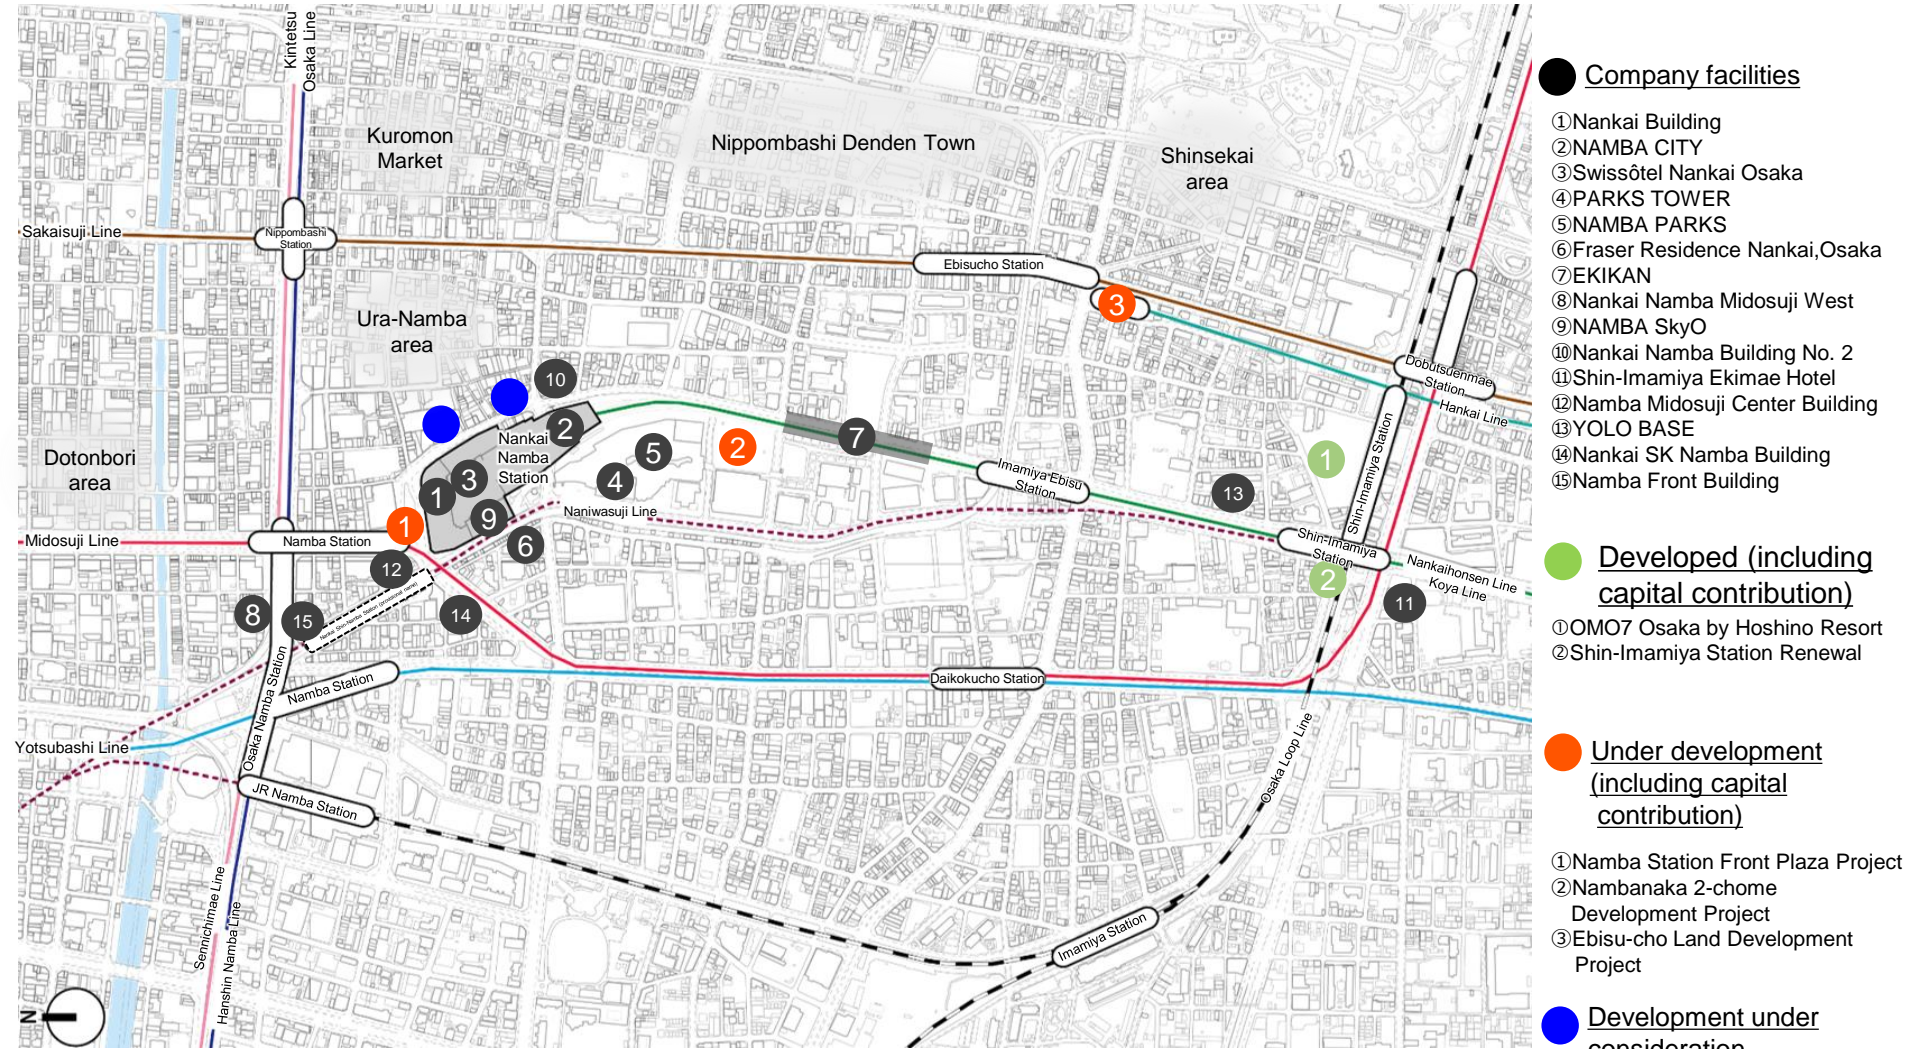 Kintetsu
Osaka Line
Kuromon
Market
Nippombashi Denden Town
Shinsekai
area
Sakaisuji Line
Nippombashi
Station
Ebisucho Station
3
Ura-Namba
area
Dobutsuenmae
Station
Hankai Line
10
2
Nankai
Namba
Station
5
2
7
Dotonbori
area
3
4
1
1
Imamiya Ebisu
Station
13
Shin-Imamiya Station
9
Naniwasuji Line
1
6
Midosuji Line
Namba Station
12
Shin-Imamiya
Station
2
Nankaihonsen Line
Koya Line
11
8
15
14
Nankai Shin-Namba Station (provisional name)
Osaka Namba Station
Namba Station
Daikokucho Station
Yotsubashi Line
JR Namba Station
Osaka Loop Line
Sennichimae Line
Hanshin Namba Line
Imamiya Station
N
Company facilities
①Nankai Building
②NAMBA CITY
③Swissôtel Nankai Osaka
④PARKS TOWER
⑤NAMBA PARKS
⑥Fraser Residence Nankai,Osaka
⑦EKIKAN
⑧Nankai Namba Midosuji West
⑨NAMBA SkyO
⑩Nankai Namba Building No. 2
⑪Shin-Imamiya Ekimae Hotel
⑫Namba Midosuji Center Building
⑬YOLO BASE
⑭Nankai SK Namba Building
⑮Namba Front Building
Developed (including
capital contribution)
①OMO7 Osaka by Hoshino Resort
②Shin-Imamiya Station Renewal
Under development
(including capital
contribution)
①Namba Station Front Plaza Project
②Nambanaka 2-chome
Development Project
③Ebisu-cho Land Development
Project
Development under
consideration